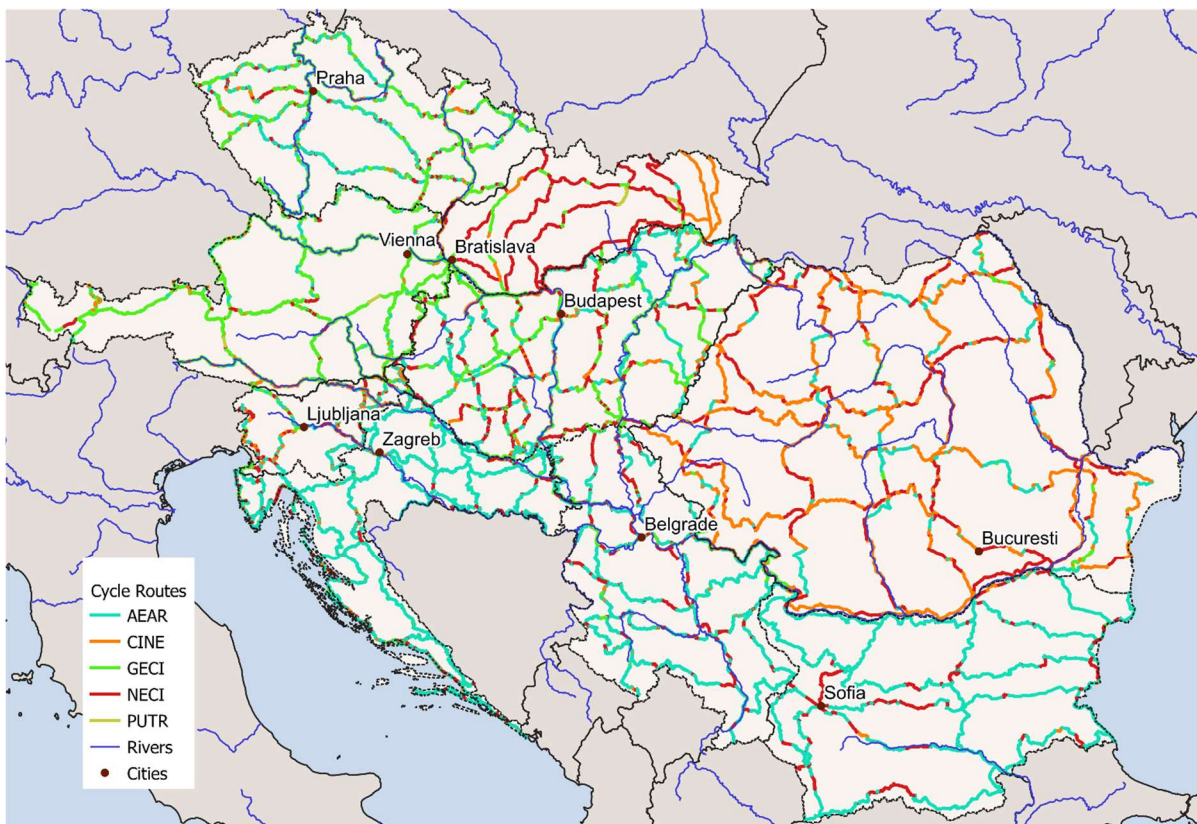 Praha
Vienna
Bratislava
Budapest
Ljubljana
Zagreb
Belgrade
Bucuresti
Sofia
Cycle Routes
AEAR
CINE
GECI
NECI
PUTR
Rivers
Cities